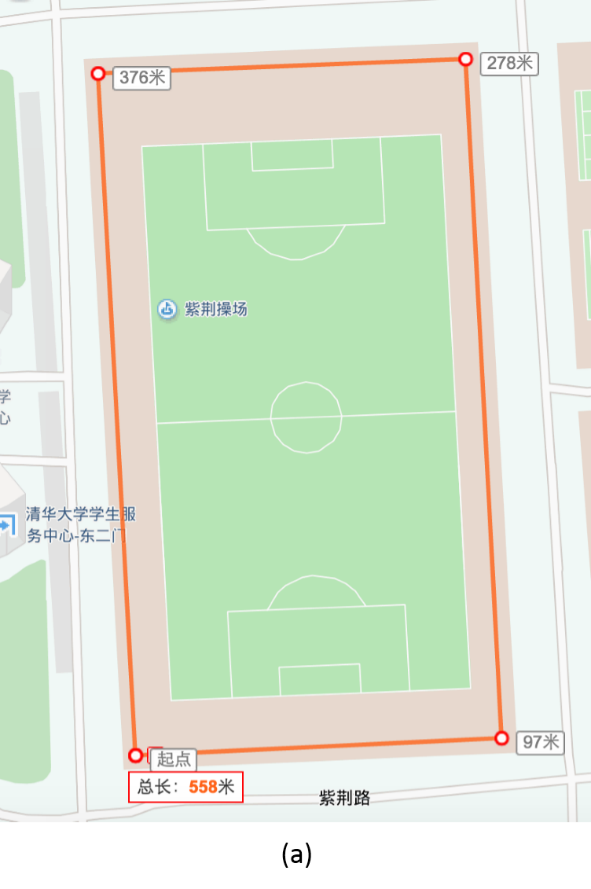 376米
278米
紫荆操场
学
心
清华大学学生服
务中心-东二门
97米
起点
总长：558米
紫荆路
(a)